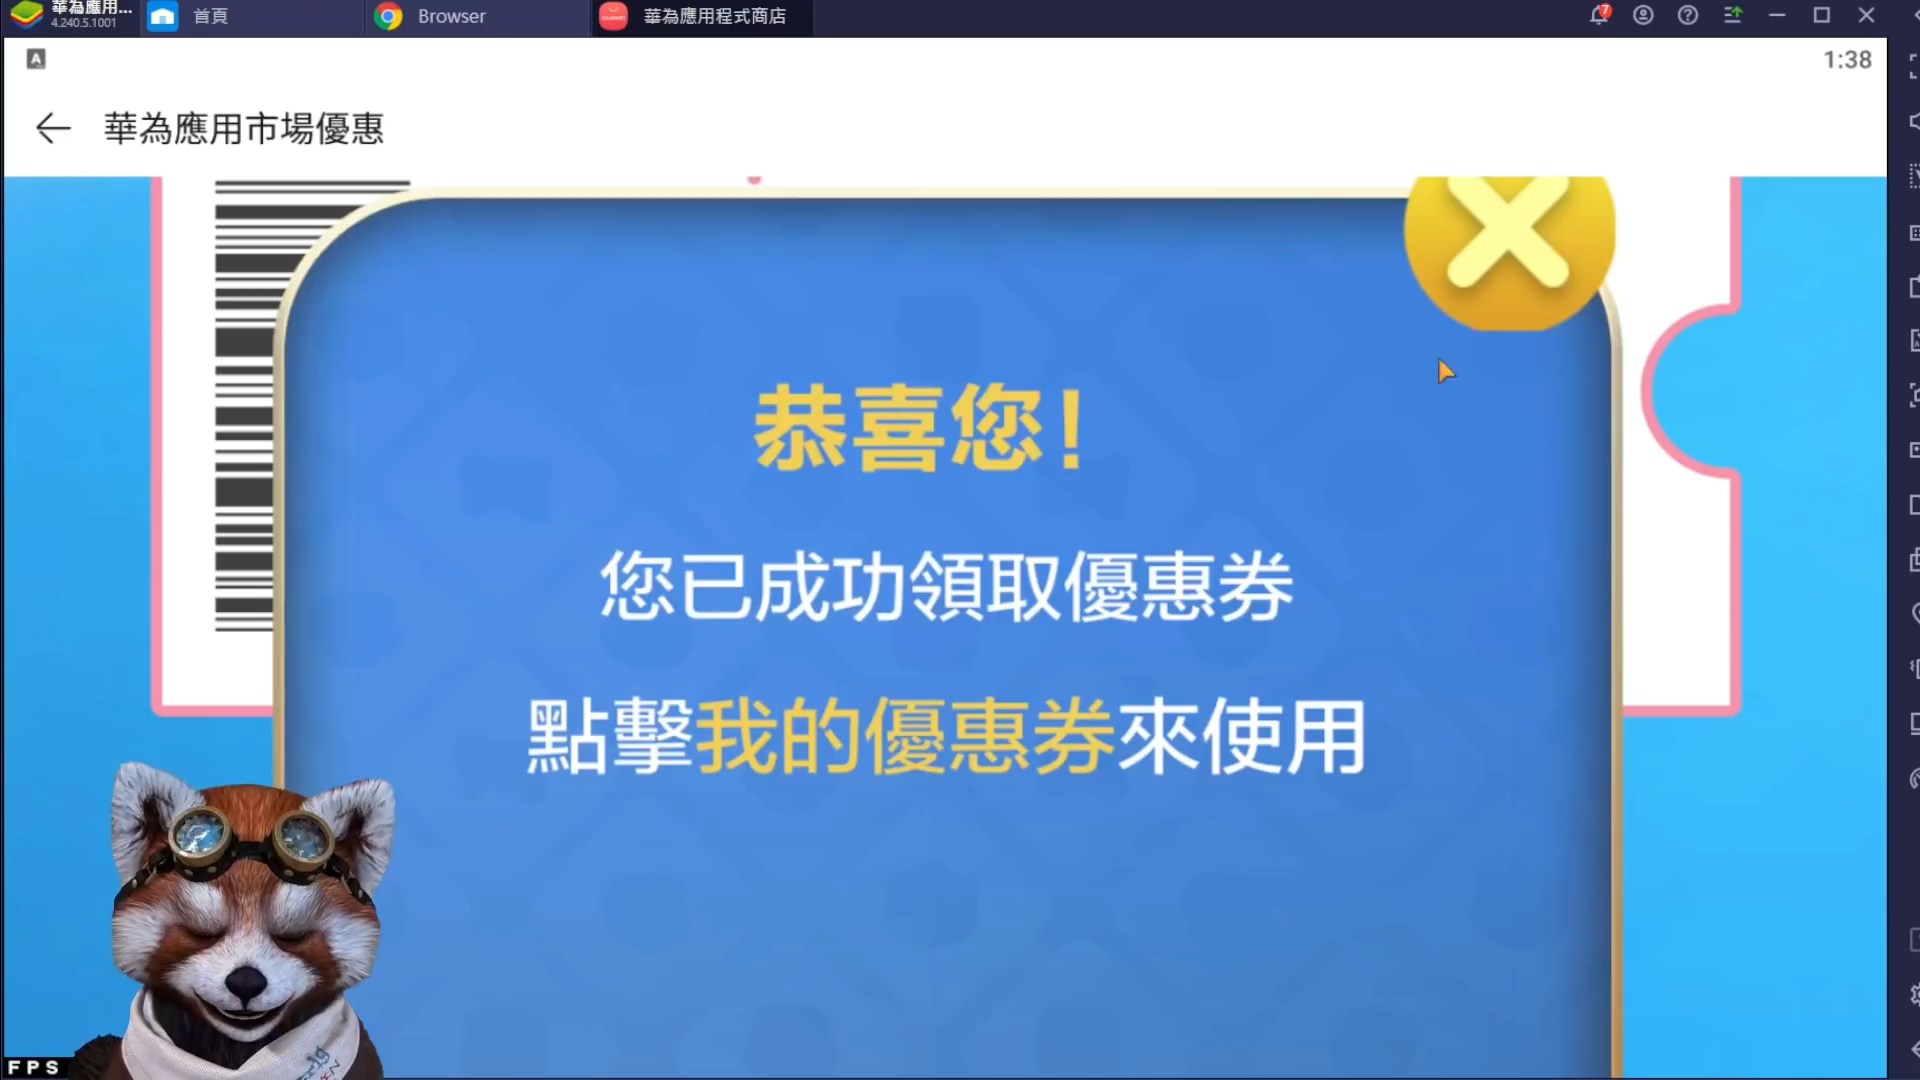 華為應用...
4.240.5.1001
首頁
Browser
華為應用程式商店
7
A
1:38
華為應用市場優惠
恭喜您!
您已成功領取優惠券
點擊我的優惠券來使用
FPS